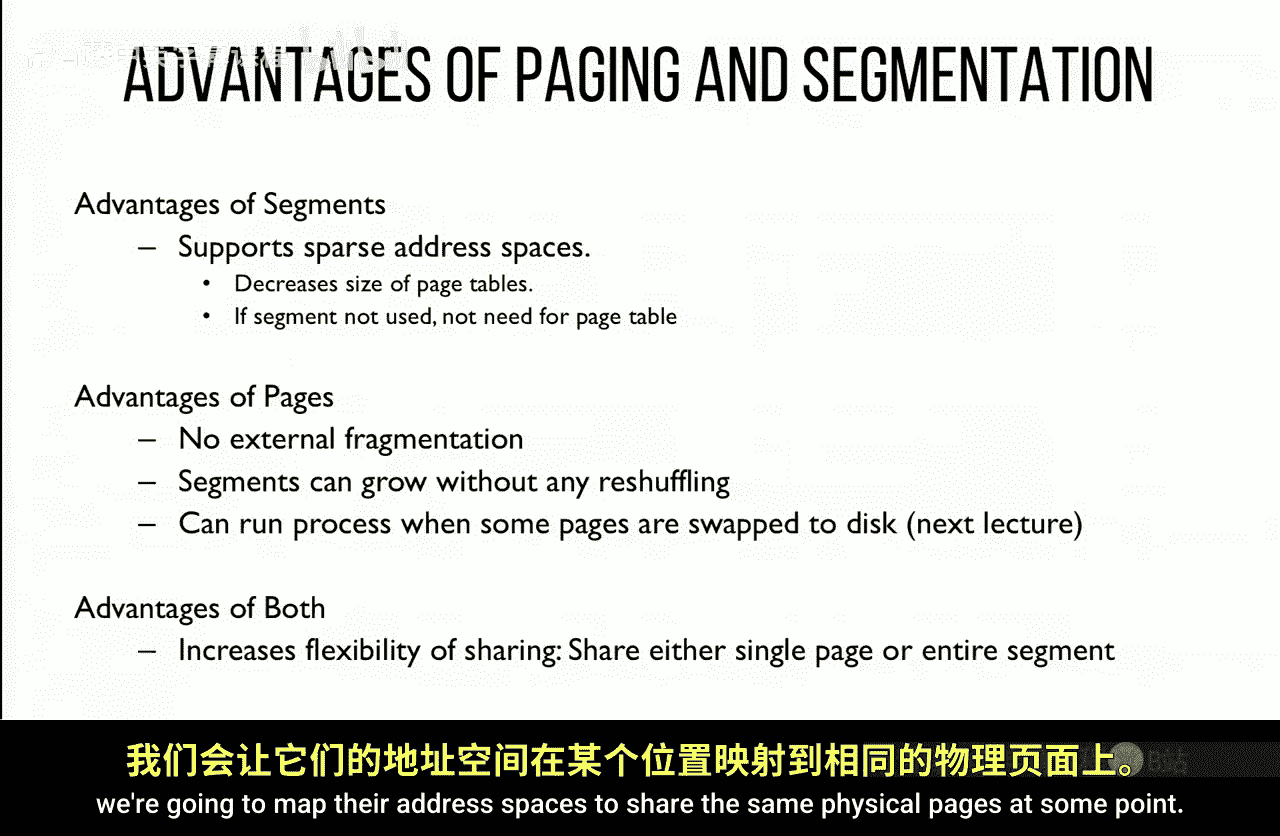 ADVANTAGES OF PAGING AND SEGMENTATION
Advantages of Segments
– Supports sparse address spaces.
• Decreases size of page tables.
• If segment not used, not need for page table
Advantages of Pages
– No external fragmentation
– Segments can grow without any reshuffling
– Can run process when some pages are swapped to disk (next lecture)
Advantages of Both
– Increases flexibility of sharing: Share either single page or entire segment
我们会让它们的地址空间在某个位置映射到相同的物理页面上。
B站
we're going to map their address spaces to share the same physical pages at some point.